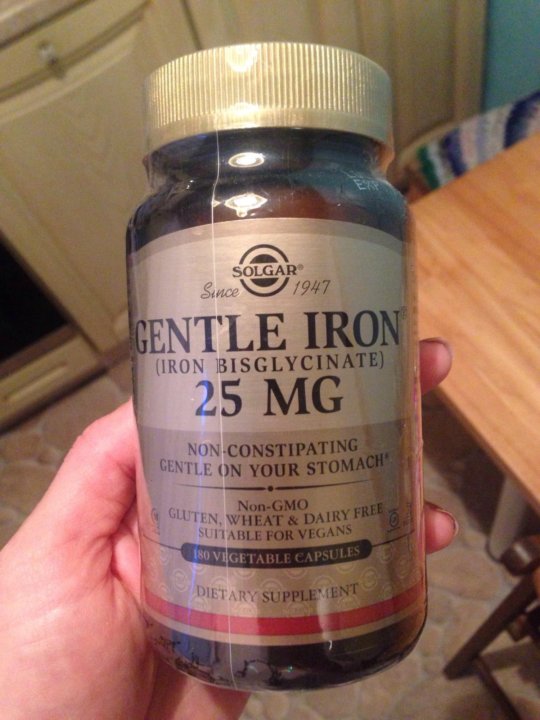 EXP
SOLGAR®
Since 1947
GENTLE IRON®
(IRON BISGLYCINATE)
25 MG
NON-CONSTIPATING
GENTLE ON YOUR STOMACH*
NON-GMO
GLUTEN, WHEAT & DAIRY FREE
SUITABLE FOR VEGANS
180 VEGETABLE CAPSULES
DIETARY SUPPLEMENT